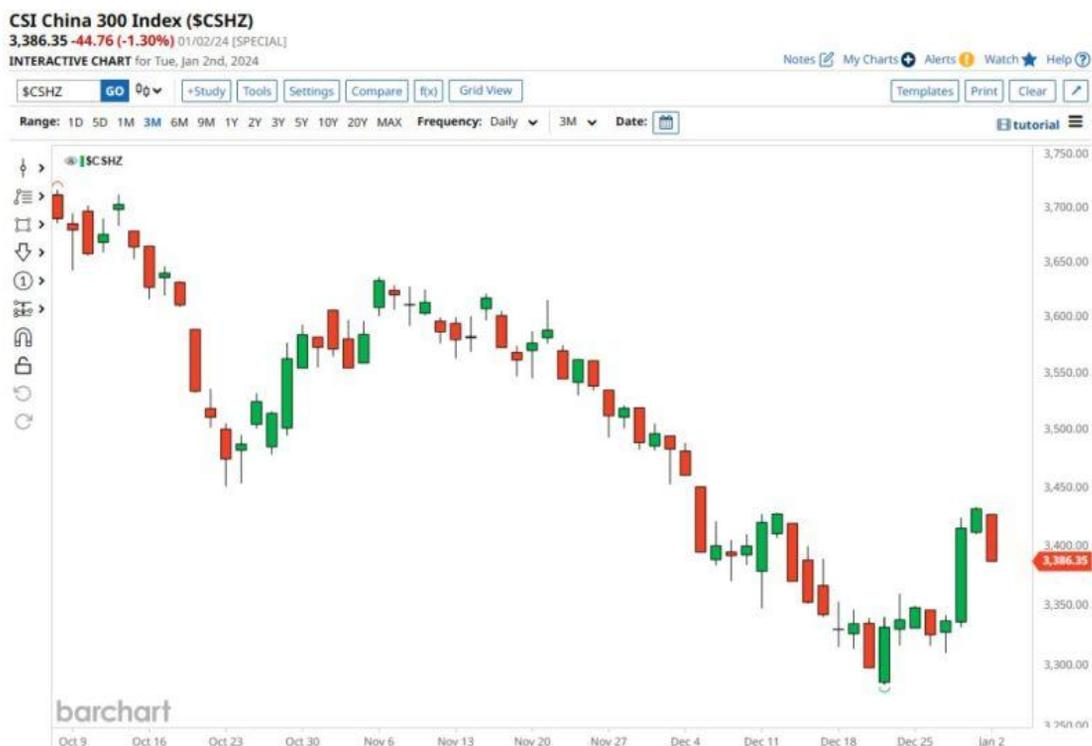 CSI China 300 Index ($CSHZ)
3,386.35 -44.76 (-1.30%) 01/02/24 [SPECIAL]
INTERACTIVE CHART for Tue, Jan 2nd, 2024
Notes My Charts Alerts Watch Help
$CSHZ GO +Study Tools Settings Compare f(x) Grid View Templates Print Clear
Range: 1D 5D 1M 3M 6M 9M 1Y 2Y 3Y 5Y 10Y 20Y MAX Frequency: Daily 3M Date:
tutorial
$CSHZ
3,750.00
3,700.00
3,650.00
3,600.00
3,550.00
3,500.00
3,450.00
3,400.00
3,386.35
3,350.00
3,300.00
3,250.00
barchart
Oct 9 Oct 16 Oct 23 Oct 30 Nov 6 Nov 13 Nov 20 Nov 27 Dec 4 Dec 11 Dec 18 Dec 25 Jan 2